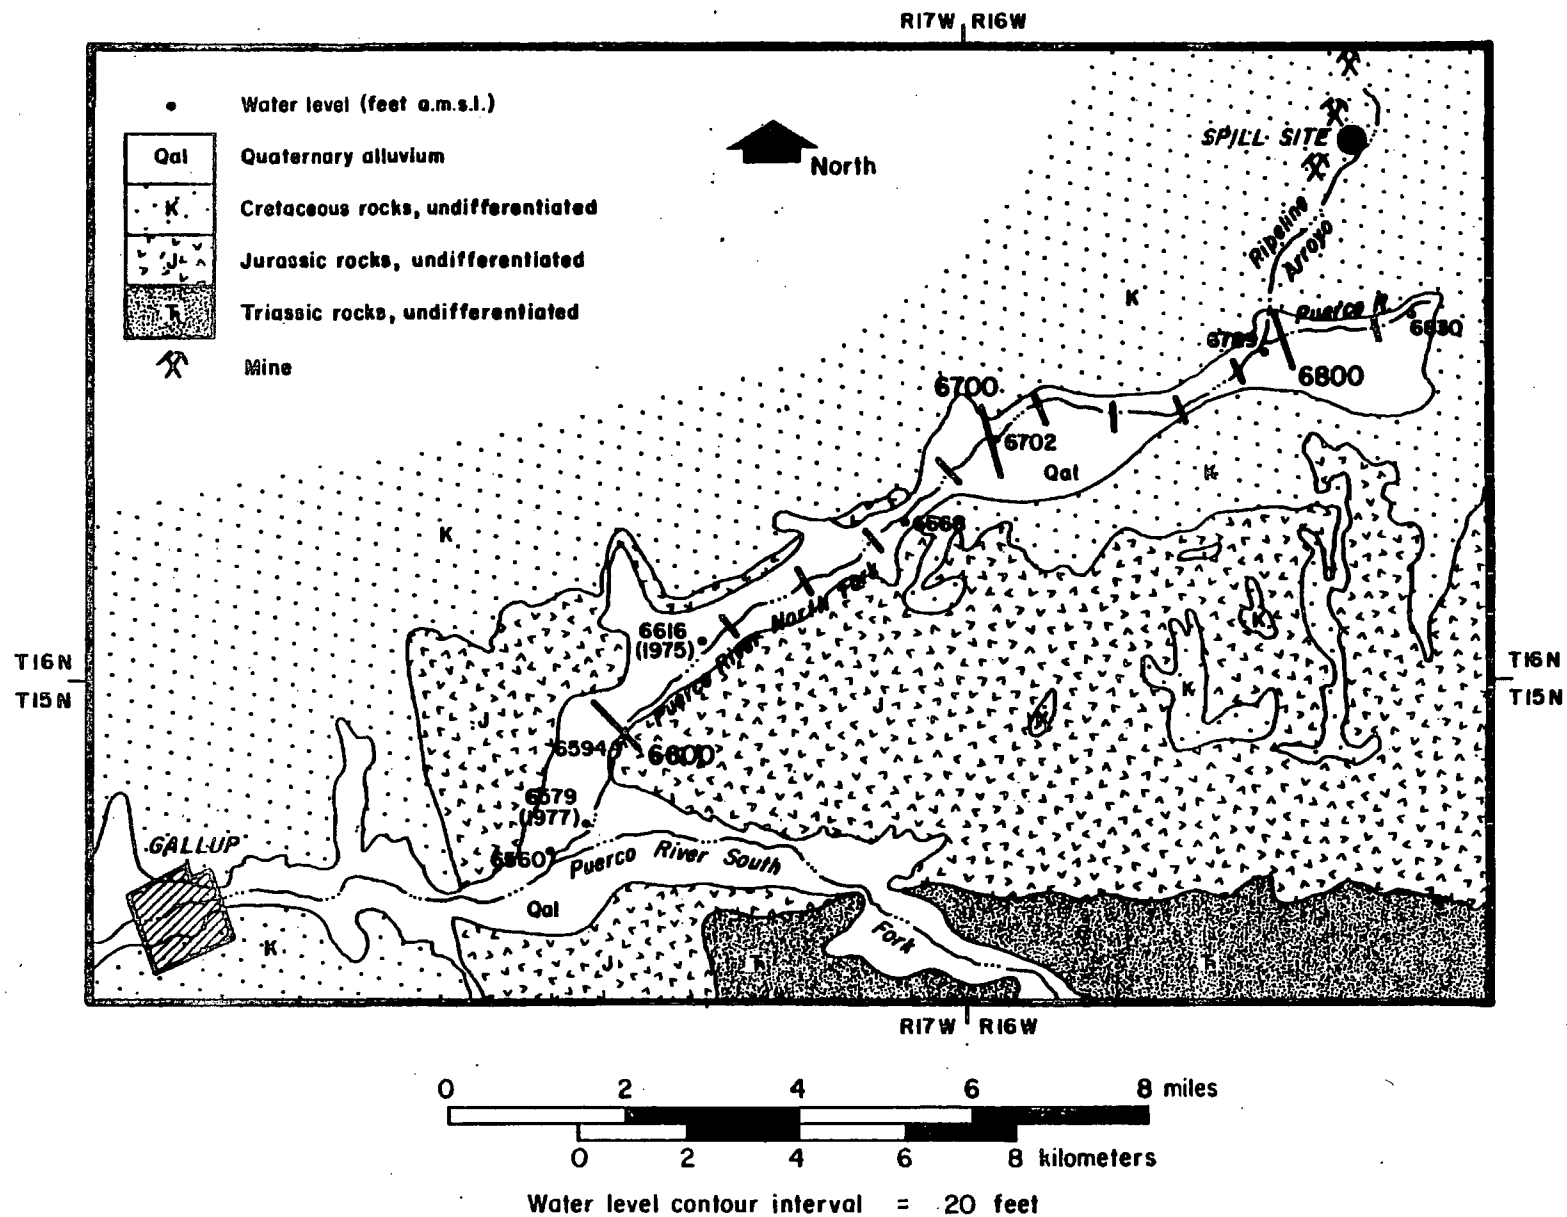 R17W R16W
Water level (feet a.m.s.l.)
Qal Quaternary alluvium
K Cretaceous rocks, undifferentiated
J Jurassic rocks, undifferentiated
Triassic rocks, undifferentiated
Mine
North
SPILL SITE
Pipeline
Arroyo
K
Puerco R.
6800
6700
6702
Qal
K
K
6668
6616
(1975)
Puerco River North Fork
T16N
T15N
T16N
T15N
K
K
K
J
J
6594
6600
6579
(1977)
6560
GALLUP
Puerco River South
Fork
Qal
K
J
R17W R16W
0 2 4 6 8 miles
0 2 4 6 8 kilometers
Water level contour interval = 20 feet